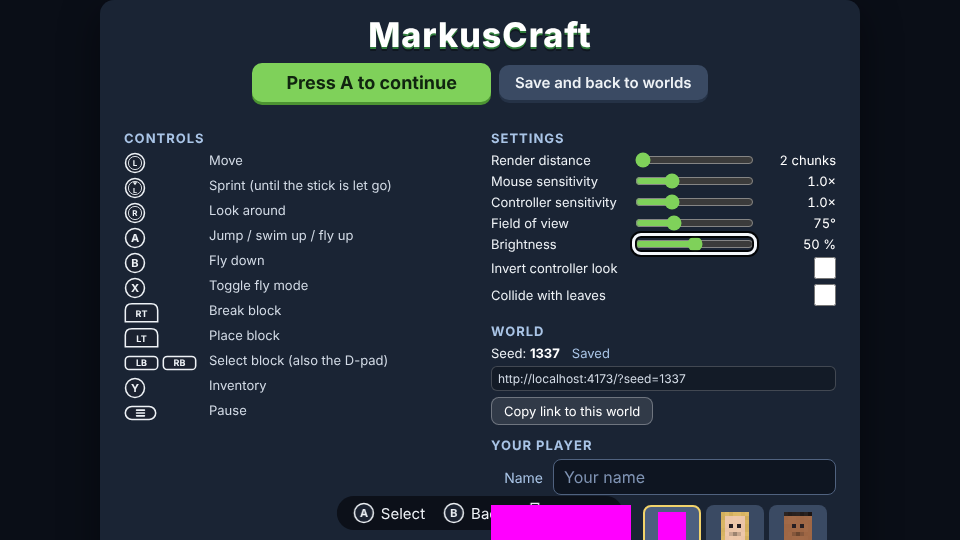 MarkusCraft
Press A to continue
Save and back to worlds
CONTROLS
L Move
L Sprint (until the stick is let go)
R Look around
A Jump / swim up / fly up
B Fly down
X Toggle fly mode
RT Break block
LT Place block
LB RB Select block (also the D-pad)
Y Inventory
Pause
SETTINGS
Render distance 2 chunks
Mouse sensitivity 1.0×
Controller sensitivity 1.0×
Field of view 75°
Brightness 50 %
Invert controller look
Collide with leaves
WORLD
Seed: 1337 Saved
http://localhost:4173/?seed=1337
Copy link to this world
YOUR PLAYER
Name Your name
A Select B